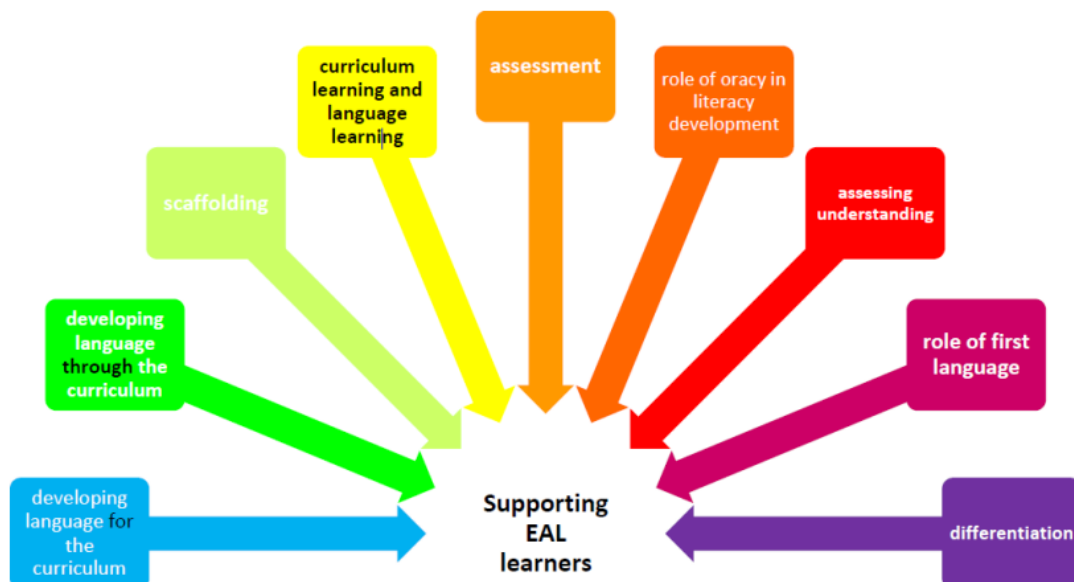 developing
language for
the
curriculum
developing
language
through the
curriculum
scaffolding
curriculum
learning and
language
learning
assessment
role of oracy in
literacy
development
assessing
understanding
role of first
language
differentiation
Supporting
EAL
learners